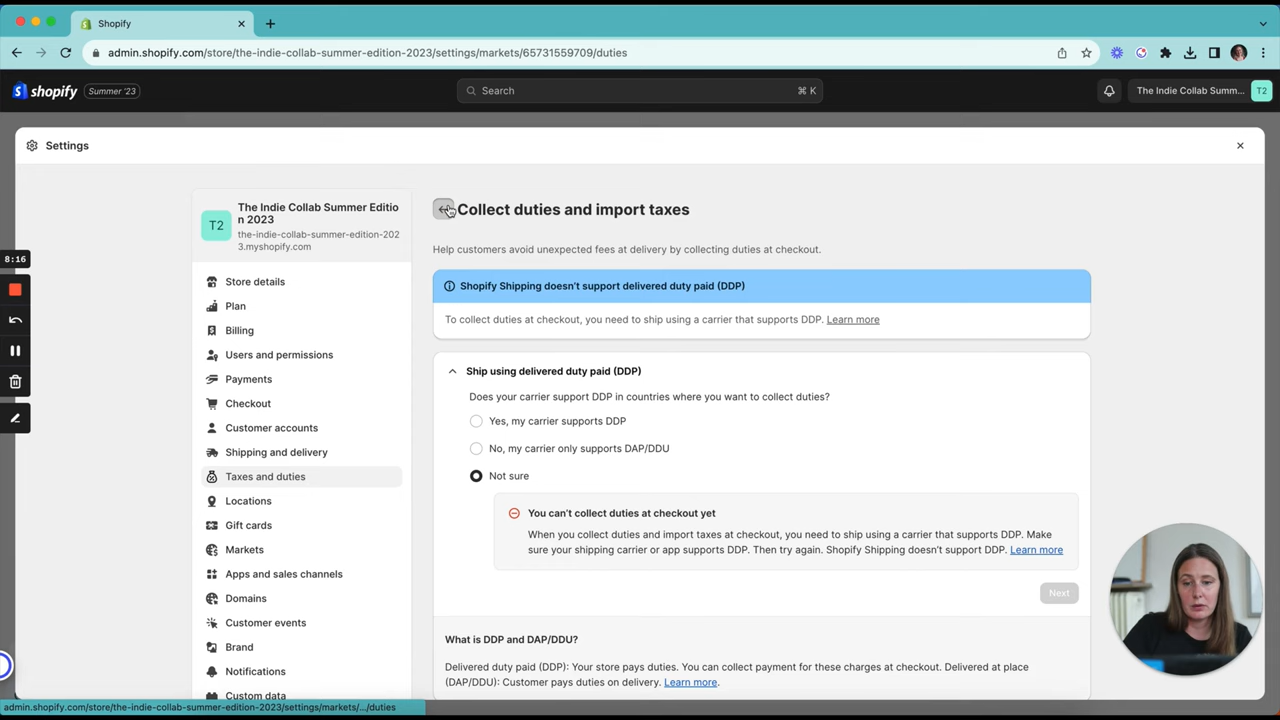 Shopify
admin.shopify.com/store/the-indie-collab-summer-edition-2023/settings/markets/65731559709/duties
shopify
Summer '23
Search
⌘ K
The Indie Collab Summ...
T2
Settings
T2
The Indie Collab Summer Editio
n 2023
the-indie-collab-summer-edition-202
3.myshopify.com
8:16
Store details
Plan
Billing
Users and permissions
Payments
Checkout
Customer accounts
Shipping and delivery
Taxes and duties
Locations
Gift cards
Markets
Apps and sales channels
Domains
Customer events
Brand
Notifications
Custom data
Collect duties and import taxes
Help customers avoid unexpected fees at delivery by collecting duties at checkout.
Shopify Shipping doesn't support delivered duty paid (DDP)
To collect duties at checkout, you need to ship using a carrier that supports DDP. Learn more
Ship using delivered duty paid (DDP)
Does your carrier support DDP in countries where you want to collect duties?
Yes, my carrier supports DDP
No, my carrier only supports DAP/DDU
Not sure
You can't collect duties at checkout yet
When you collect duties and import taxes at checkout, you need to ship using a carrier that supports DDP. Make
sure your shipping carrier or app supports DDP. Then try again. Shopify Shipping doesn't support DDP. Learn more
Next
What is DDP and DAP/DDU?
Delivered duty paid (DDP): Your store pays duties. You can collect payment for these charges at checkout. Delivered at place
(DAP/DDU): Customer pays duties on delivery. Learn more.
admin.shopify.com/store/the-indie-collab-summer-edition-2023/settings/markets/.../duties